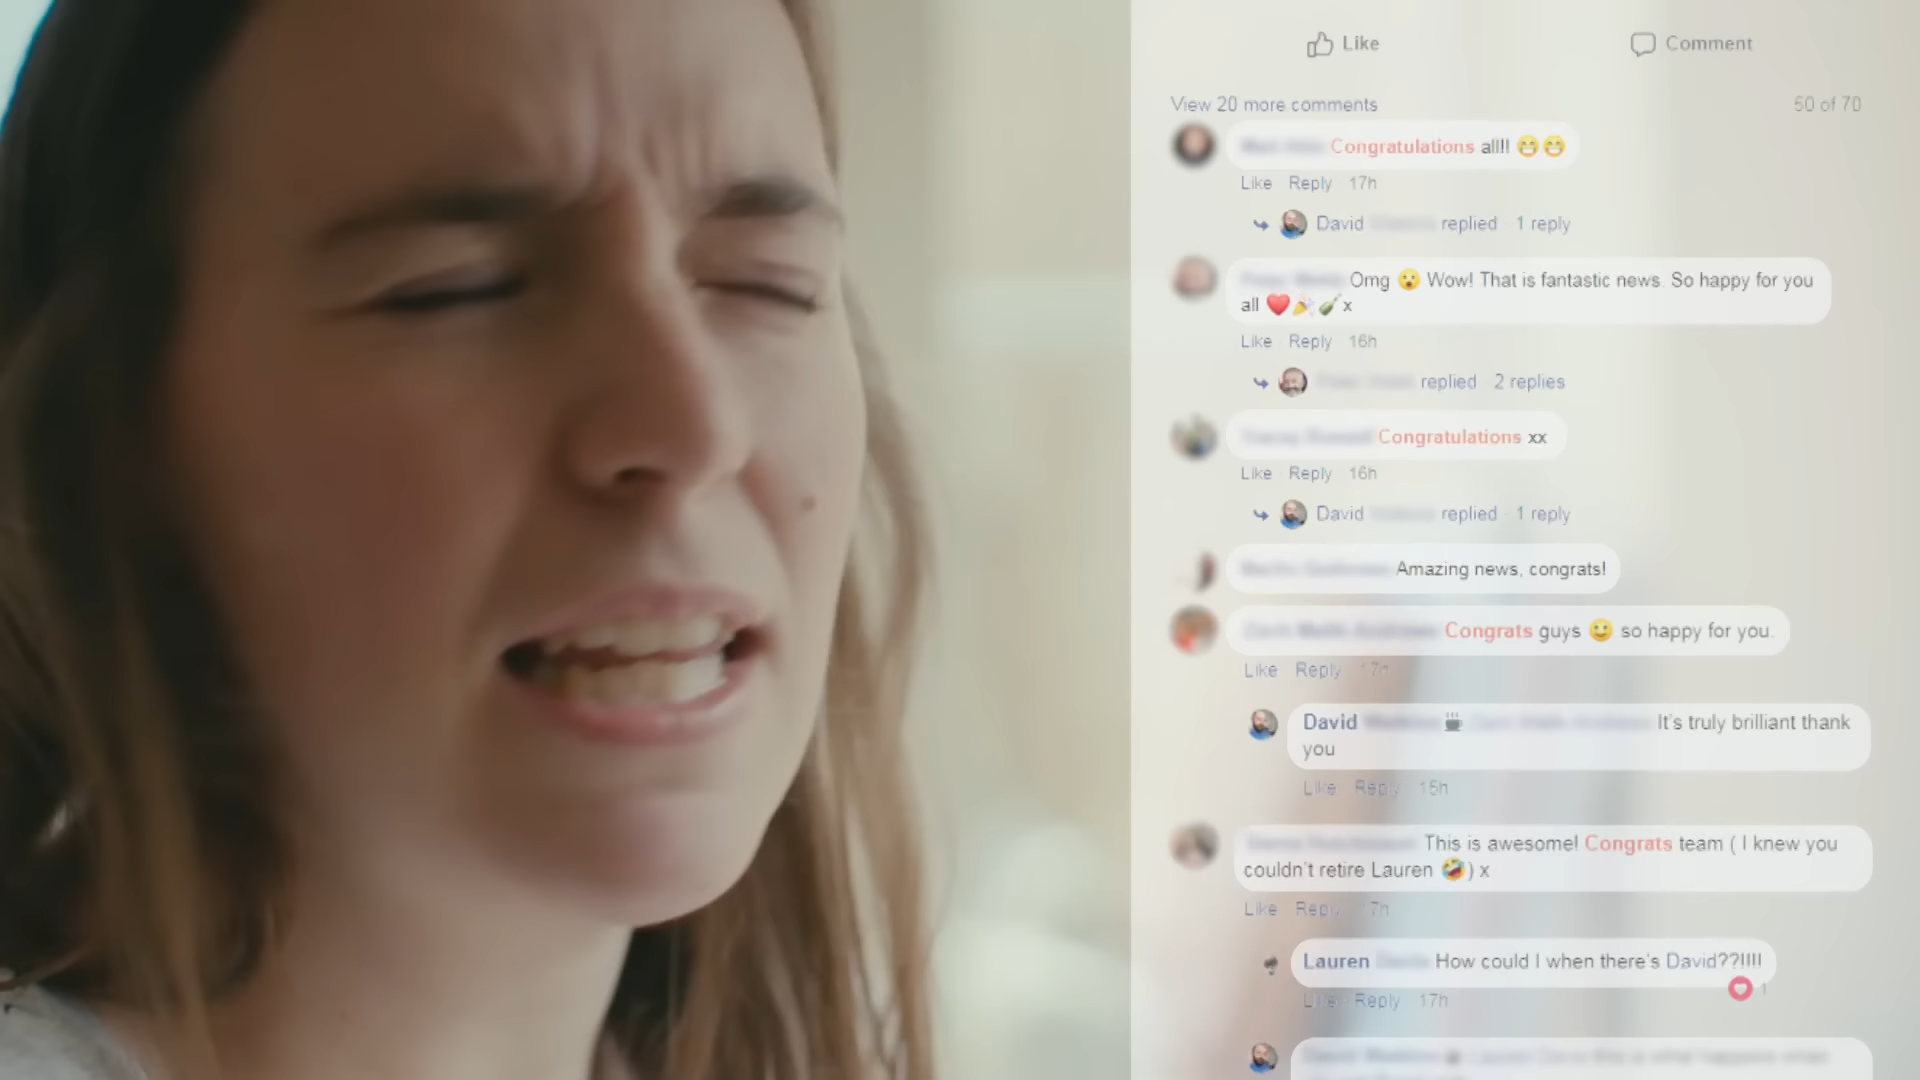 Like Comment
View 20 more comments 50 of 70
Congratulations all!!
Like Reply 17h
David replied 1 reply
Omg Wow! That is fantastic news. So happy for you
all x
Like Reply 16h
replied 2 replies
Congratulations xx
Like Reply 16h
David replied 1 reply
Amazing news, congrats!
Congrats guys so happy for you.
Like Reply 17h
David It's truly brilliant thank
you
Like Reply 15h
This is awesome! Congrats team ( I knew you
couldn't retire Lauren ) x
Like Reply 17h
Lauren How could I when there's David??!!!!
1
Like Reply 17h